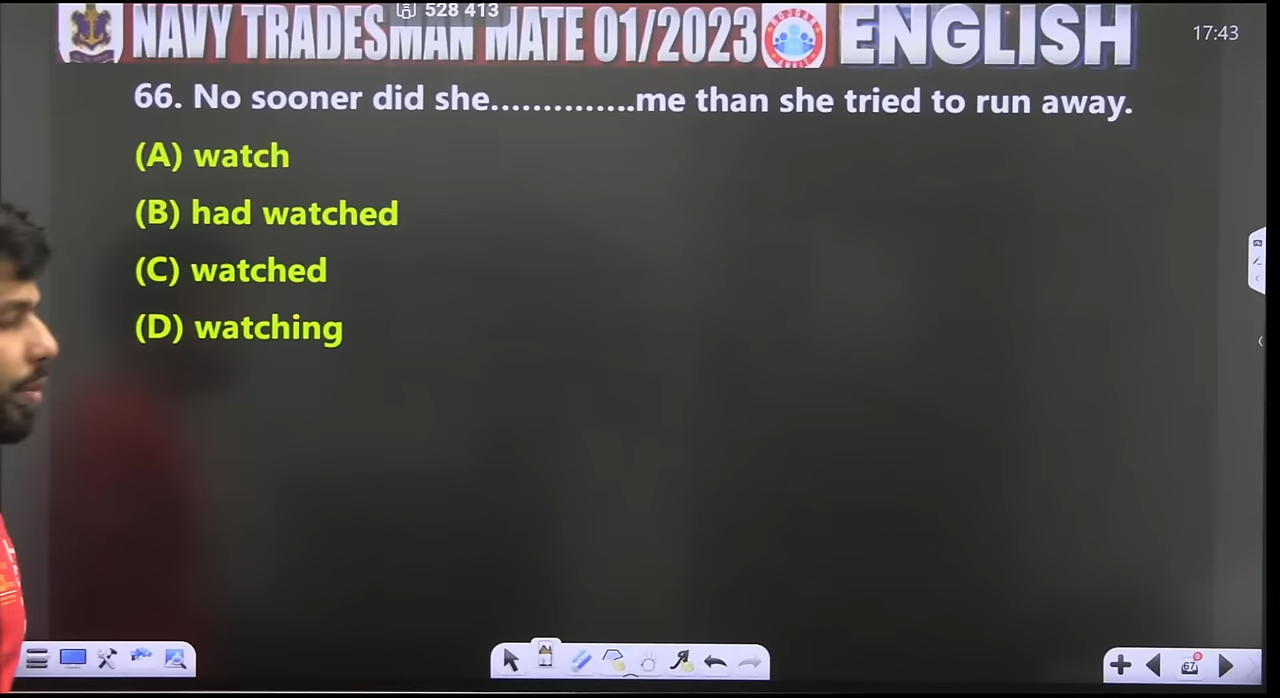 528 413
NAVY TRADESMAN MATE 01/2023 ENGLISH
17:43
66. No sooner did she..............me than she tried to run away.
(A) watch
(B) had watched
(C) watched
(D) watching
67